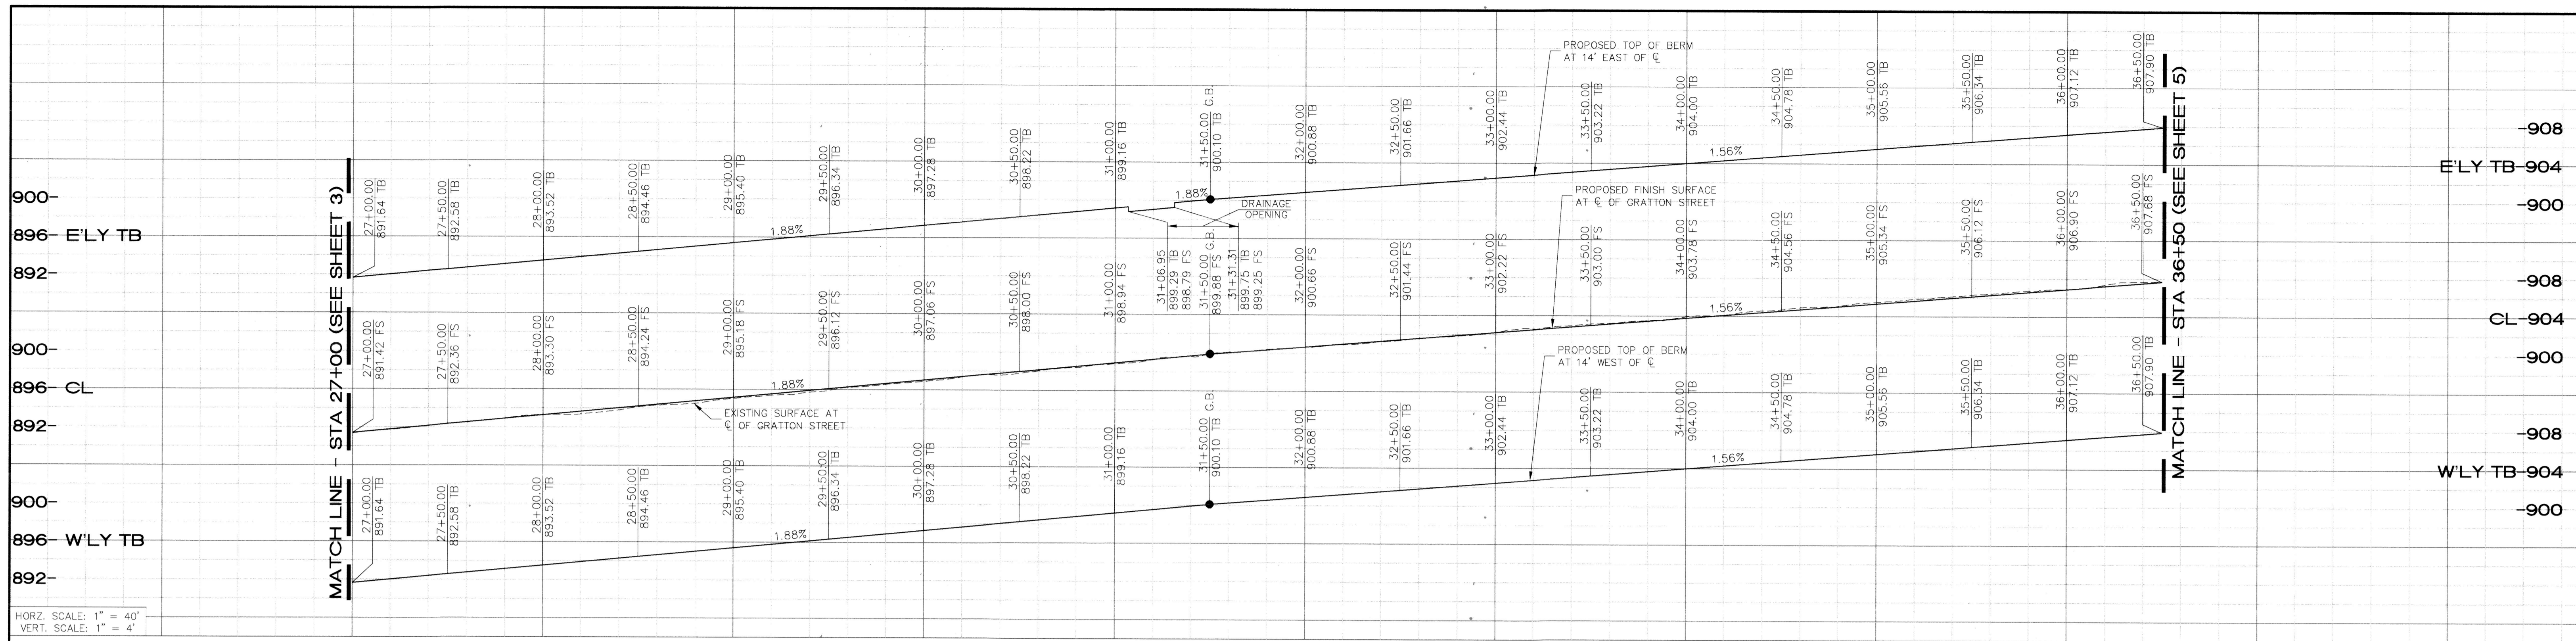 PROPOSED TOP OF BERM
AT 14' EAST OF ℄
27+00.00
891.64 TB
27+50.00
892.58 TB
28+00.00
893.52 TB
28+50.00
894.46 TB
29+00.00
895.40 TB
29+50.00
896.34 TB
30+00.00
897.28 TB
30+50.00
898.22 TB
31+00.00
899.16 TB
31+50.00 G.B.
900.10 TB
32+00.00
900.88 TB
32+50.00
901.66 TB
33+00.00
902.44 TB
33+50.00
903.22 TB
34+00.00
904.00 TB
34+50.00
904.78 TB
35+00.00
905.56 TB
35+50.00
906.34 TB
36+00.00
907.12 TB
36+50.00
907.90 TB
1.88%
1.88%
1.56%
DRAINAGE
OPENING
31+06.95
899.29 TB
898.79 FS
31+31.31
899.75 TB
899.25 FS
900-
896- E'LY TB
892-
-908
E'LY TB-904
-900
MATCH LINE - STA 27+00 (SEE SHEET 3)
MATCH LINE - STA 36+50 (SEE SHEET 5)
PROPOSED FINISH SURFACE
AT ℄ OF GRATTON STREET
27+00.00
891.42 FS
27+50.00
892.36 FS
28+00.00
893.30 FS
28+50.00
894.24 FS
29+00.00
895.18 FS
29+50.00
896.12 FS
30+00.00
897.06 FS
30+50.00
898.00 FS
31+00.00
898.94 FS
31+50.00 G.B.
899.88 FS
32+00.00
900.66 FS
32+50.00
901.44 FS
33+00.00
902.22 FS
33+50.00
903.00 FS
34+00.00
903.78 FS
34+50.00
904.56 FS
35+00.00
905.34 FS
35+50.00
906.12 FS
36+00.00
906.90 FS
36+50.00
907.68 FS
1.88%
1.56%
EXISTING SURFACE AT
℄ OF GRATTON STREET
900-
896- CL
892-
-908
CL-904
-900
PROPOSED TOP OF BERM
AT 14' WEST OF ℄
27+00.00
891.64 TB
27+50.00
892.58 TB
28+00.00
893.52 TB
28+50.00
894.46 TB
29+00.00
895.40 TB
29+50.00
896.34 TB
30+00.00
897.28 TB
30+50.00
898.22 TB
31+00.00
899.16 TB
31+50.00 G.B.
900.10 TB
32+00.00
900.88 TB
32+50.00
901.66 TB
33+00.00
902.44 TB
33+50.00
903.22 TB
34+00.00
904.00 TB
34+50.00
904.78 TB
35+00.00
905.56 TB
35+50.00
906.34 TB
36+00.00
907.12 TB
36+50.00
907.90 TB
1.88%
1.56%
900-
896- W'LY TB
892-
-908
W'LY TB-904
-900
HORZ. SCALE: 1" = 40'
VERT. SCALE: 1" = 4'